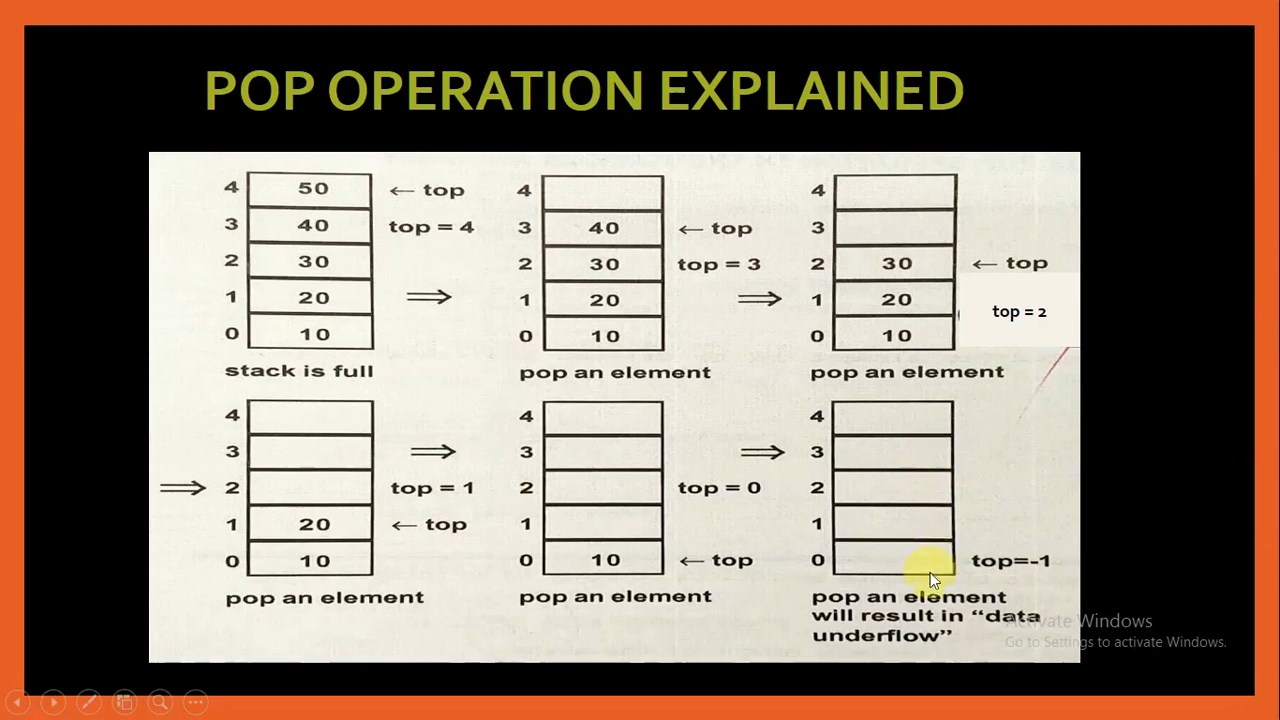 POP OPERATION EXPLAINED
4 50 ← top
3 40 top = 4
2 30
1 20 ⇒
0 10
stack is full
4
3 40 ← top
2 30 top = 3
1 20 ⇒
0 10
pop an element
4
3
2 30 ← top
1 20 top = 2
0 10
pop an element
4
3 ⇒
⇒ 2 top = 1
1 20 ← top
0 10
pop an element
4
3 ⇒
2 top = 0
1
0 10 ← top
pop an element
4
3
2
1
0 top=-1
pop an element
will result in “data
underflow”
Activate Windows
Go to Settings to activate Windows.